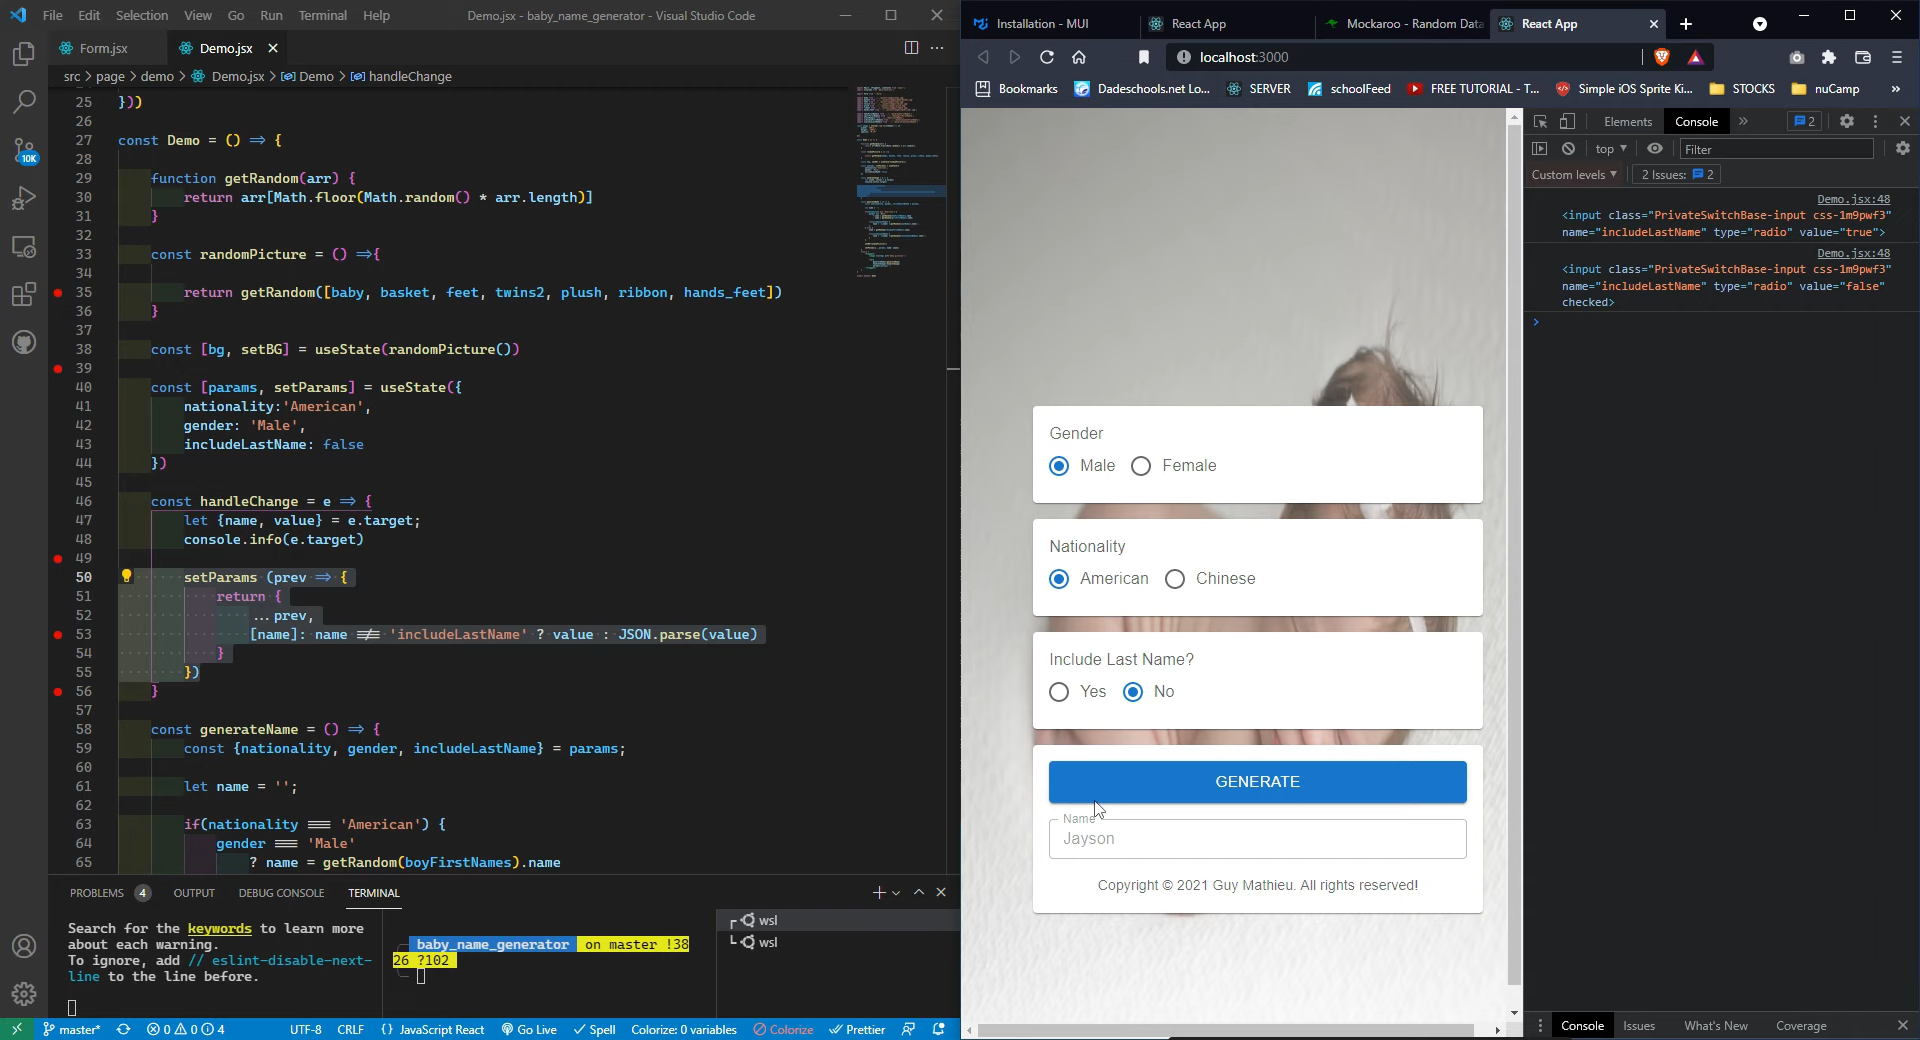 File Edit Selection View Go Run Terminal Help
Demo.jsx - baby_name_generator - Visual Studio Code
Form.jsx
Demo.jsx
src > page > demo > Demo.jsx > Demo > handleChange
25 }))
26
27 const Demo = () => {
28
29 function getRandom(arr) {
30 return arr[Math.floor(Math.random() * arr.length)]
31 }
32
33 const randomPicture = () =>{
34
35 return getRandom([baby, basket, feet, twins2, plush, ribbon, hands_feet])
36 }
37
38 const [bg, setBG] = useState(randomPicture())
39
40 const [params, setParams] = useState({
41 nationality:'American',
42 gender: 'Male',
43 includeLastName: false
44 })
45
46 const handleChange = e => {
47 let {name, value} = e.target;
48 console.info(e.target)
49
50 setParams (prev => {
51 return {
52 ...prev,
53 [name]: name !== 'includeLastName' ? value : JSON.parse(value)
54 }
55 })
56 }
57
58 const generateName = () => {
59 const {nationality, gender, includeLastName} = params;
60
61 let name = '';
62
63 if(nationality === 'American') {
64 gender === 'Male'
65 ? name = getRandom(boyFirstNames).name
10K
PROBLEMS 4 OUTPUT DEBUG CONSOLE TERMINAL
Search for the keywords to learn more
about each warning.
To ignore, add // eslint-disable-next-
line to the line before.
baby_name_generator on master !38
26 ?102
wsl
wsl
master* 0 0 4 UTF-8 CRLF {} JavaScript React Go Live Spell Colorize: 0 variables Colorize Prettier
Installation - MUI
React App
Mockaroo - Random Data
React App
localhost:3000
Bookmarks Dadeschools.net Lo... SERVER schoolFeed FREE TUTORIAL - T... Simple iOS Sprite Ki... STOCKS nuCamp »
Gender
Male Female
Nationality
American Chinese
Include Last Name?
Yes No
GENERATE
Name
Jayson
Copyright © 2021 Guy Mathieu. All rights reserved!
Elements Console » 2
top Filter
Custom levels 2 Issues: 2
Demo.jsx:48
<input class="PrivateSwitchBase-input css-1m9pwf3"
name="includeLastName" type="radio" value="true">
Demo.jsx:48
<input class="PrivateSwitchBase-input css-1m9pwf3"
name="includeLastName" type="radio" value="false"
checked>
Console Issues What's New Coverage